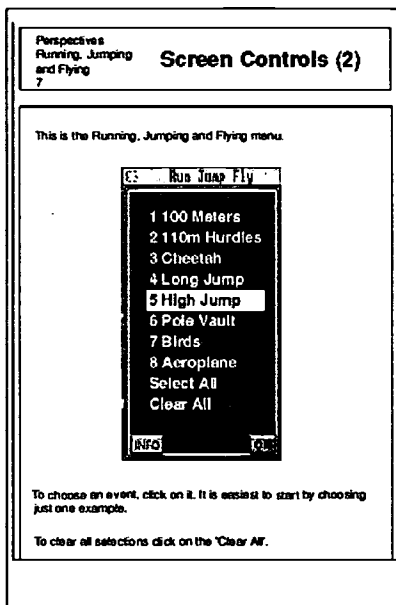 Perspectives
Running, Jumping
and Flying
7
Screen Controls (2)
This is the Running, Jumping and Flying menu.
Run Jump Fly
1 100 Meters
2 110m Hurdles
3 Cheetah
4 Long Jump
5 High Jump
6 Pole Vault
7 Birds
8 Aeroplane
Select All
Clear All
INFO
To choose an event, click on it. It is easiest to start by choosing
just one example.
To clear all selections click on the 'Clear All'.